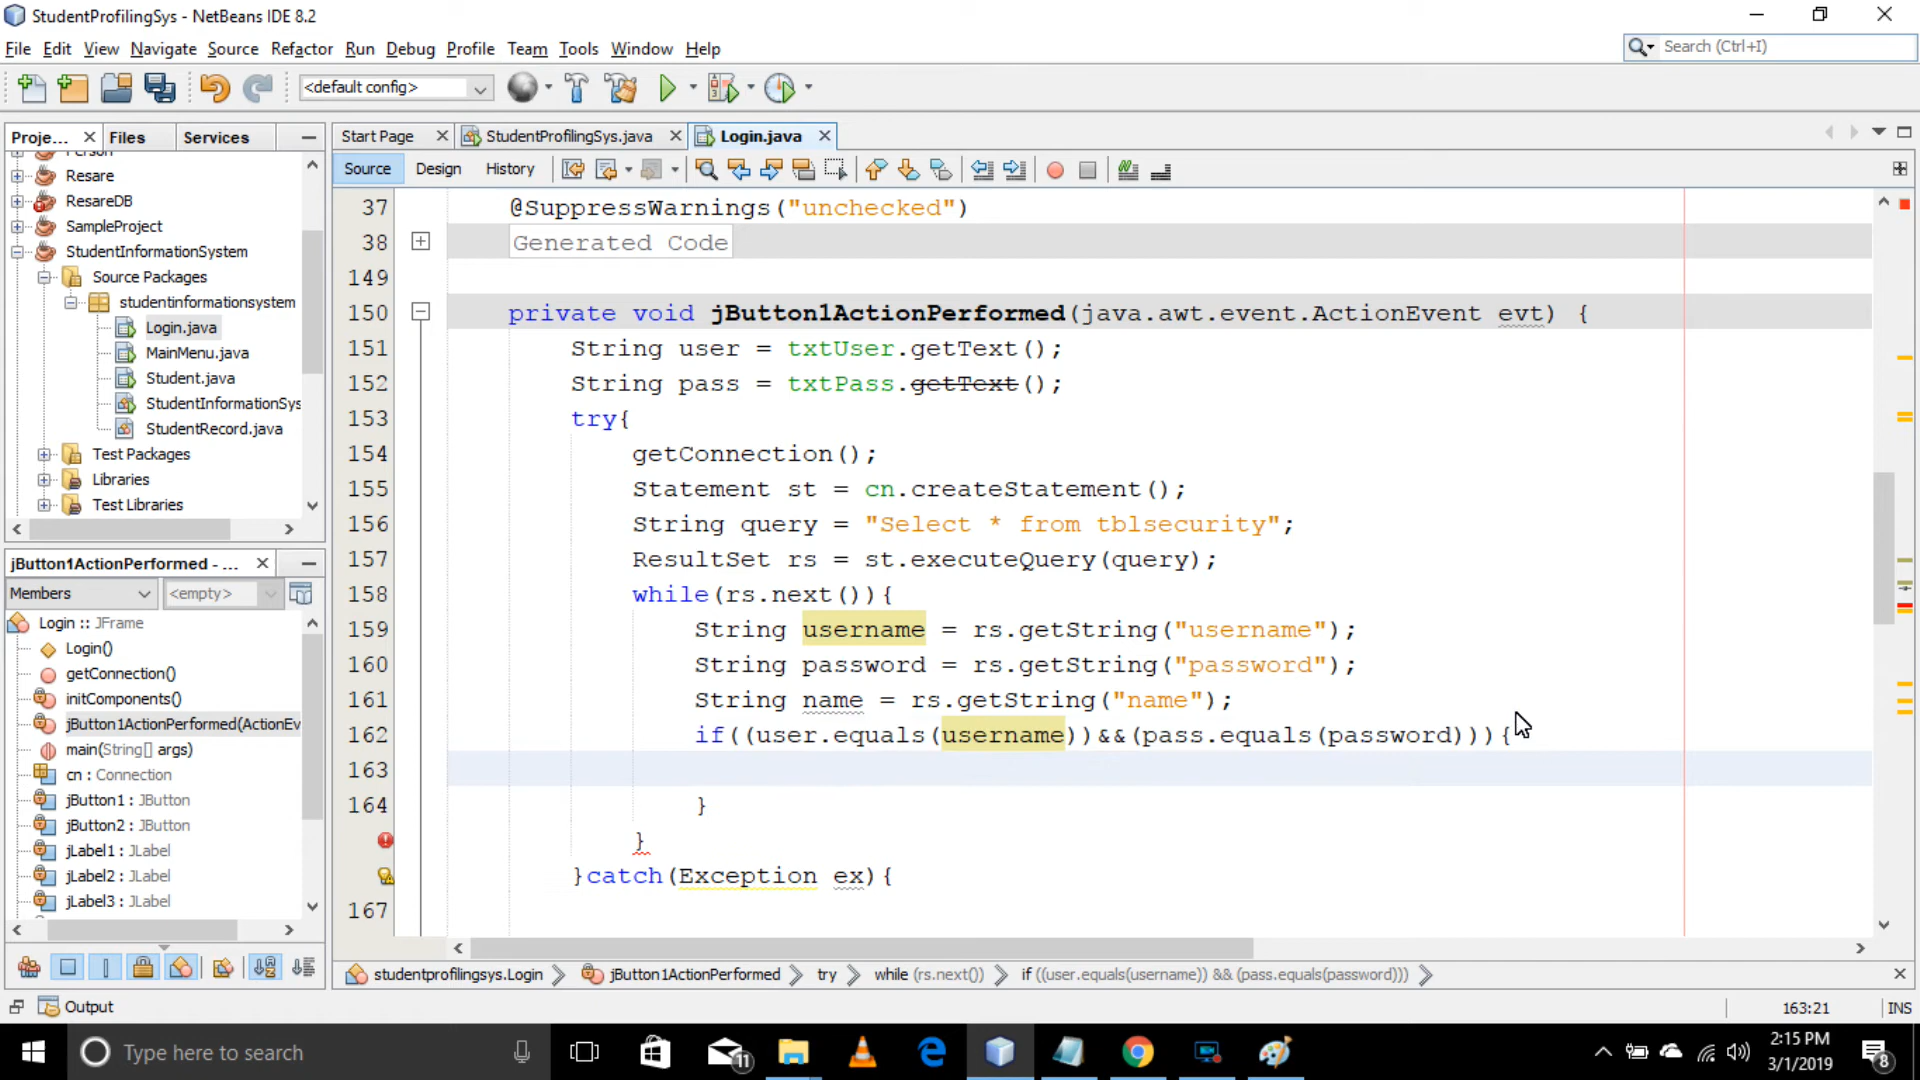 StudentProfilingSys - NetBeans IDE 8.2
File Edit View Navigate Source Refactor Run Debug Profile Team Tools Window Help
Search (Ctrl+I)
<default config>
Proje... Files Services
Start Page StudentProfilingSys.java Login.java
Source Design History
Person
Resare
ResareDB
SampleProject
StudentInformationSystem
Source Packages
studentinformationsystem
Login.java
MainMenu.java
Student.java
StudentInformationSys
StudentRecord.java
Test Packages
Libraries
Test Libraries
jButton1ActionPerformed - ...
Members <empty>
Login :: JFrame
Login()
getConnection()
initComponents()
jButton1ActionPerformed(ActionEv
main(String[] args)
cn : Connection
jButton1 : JButton
jButton2 : JButton
jLabel1 : JLabel
jLabel2 : JLabel
jLabel3 : JLabel
37 @SuppressWarnings("unchecked")
38 Generated Code
149
150 private void jButton1ActionPerformed(java.awt.event.ActionEvent evt) {
151 String user = txtUser.getText();
152 String pass = txtPass.getText();
153 try{
154 getConnection();
155 Statement st = cn.createStatement();
156 String query = "Select * from tblsecurity";
157 ResultSet rs = st.executeQuery(query);
158 while(rs.next()){
159 String username = rs.getString("username");
160 String password = rs.getString("password");
161 String name = rs.getString("name");
162 if((user.equals(username))&&(pass.equals(password))){
163
164 }
}
}catch(Exception ex){
167
studentprofilingsys.Login jButton1ActionPerformed try while (rs.next()) if ((user.equals(username)) && (pass.equals(password)))
Output
163:21 INS
Type here to search
11
2:15 PM
3/1/2019
8